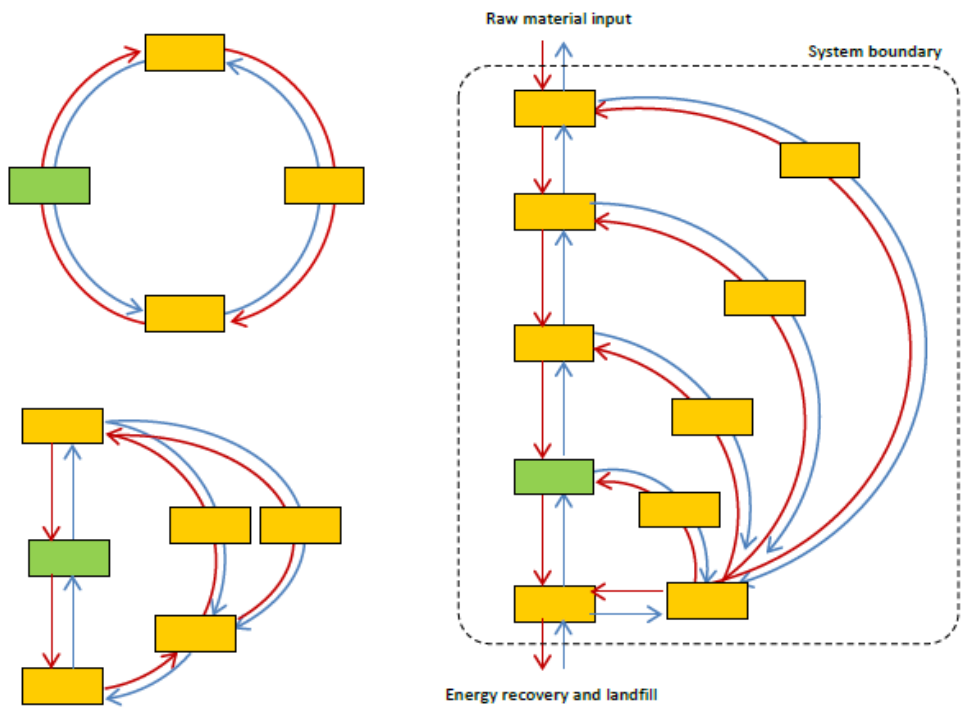 Raw material input
System boundary
Energy recovery and landfill